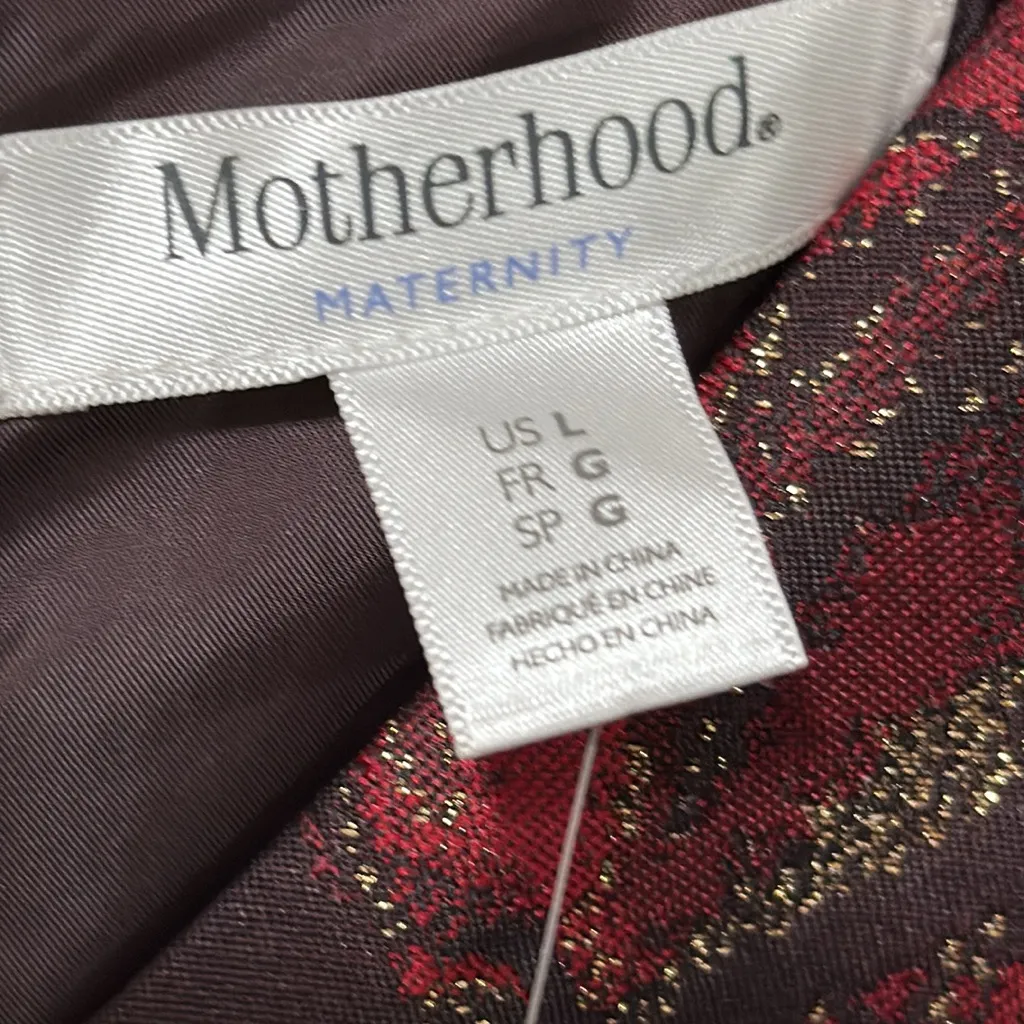 Motherhood®
MATERNITY
US L
FR G
SP G
MADE IN CHINA
FABRIQUÉ EN CHINE
HECHO EN CHINA